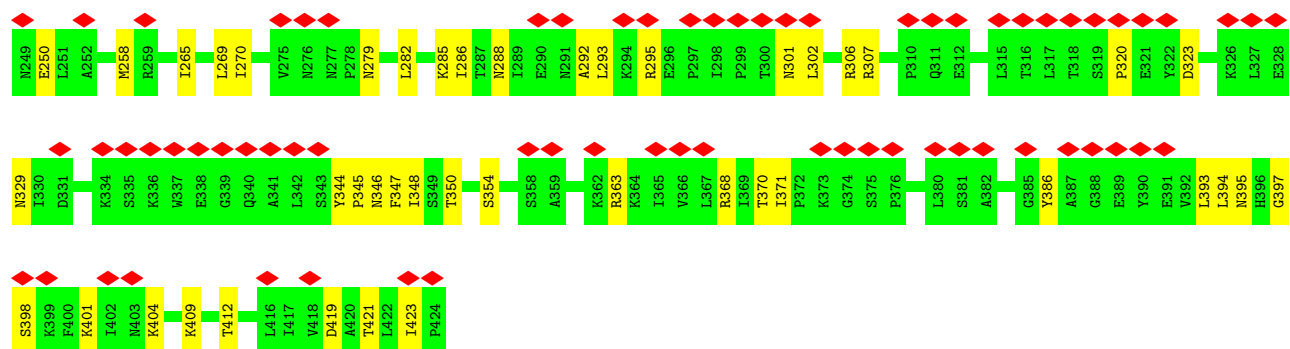 N249 E250 L251 A252 M258 R259 I265 L269 I270 V275 N276 N277 P278 N279 L282 K285 I286 T287 N288 I289 E290 N291 A292 L293 K294 R295 E296 P297 I298 P299 T300 N301 L302 R306 R307 P310 Q311 E312 L315 T316 L317 T318 S319 P320 E321 Y322 D323 K326 L327 E328
N329 I330 D331 K334 S335 K336 W337 E338 G339 Q340 A341 L342 S343 Y344 P345 N346 F347 I348 S349 T350 S354 S358 A359 K362 R363 K364 I365 V366 L367 R368 I369 T370 I371 P372 K373 G374 S375 P376 L380 S381 A382 G385 Y386 A387 G388 E389 Y390 E391 V392 L393 L394 N395 H396 G397
S398 K399 F400 K401 I402 N403 K404 K409 T412 L416 I417 V418 D419 A420 T421 L422 I423 P424